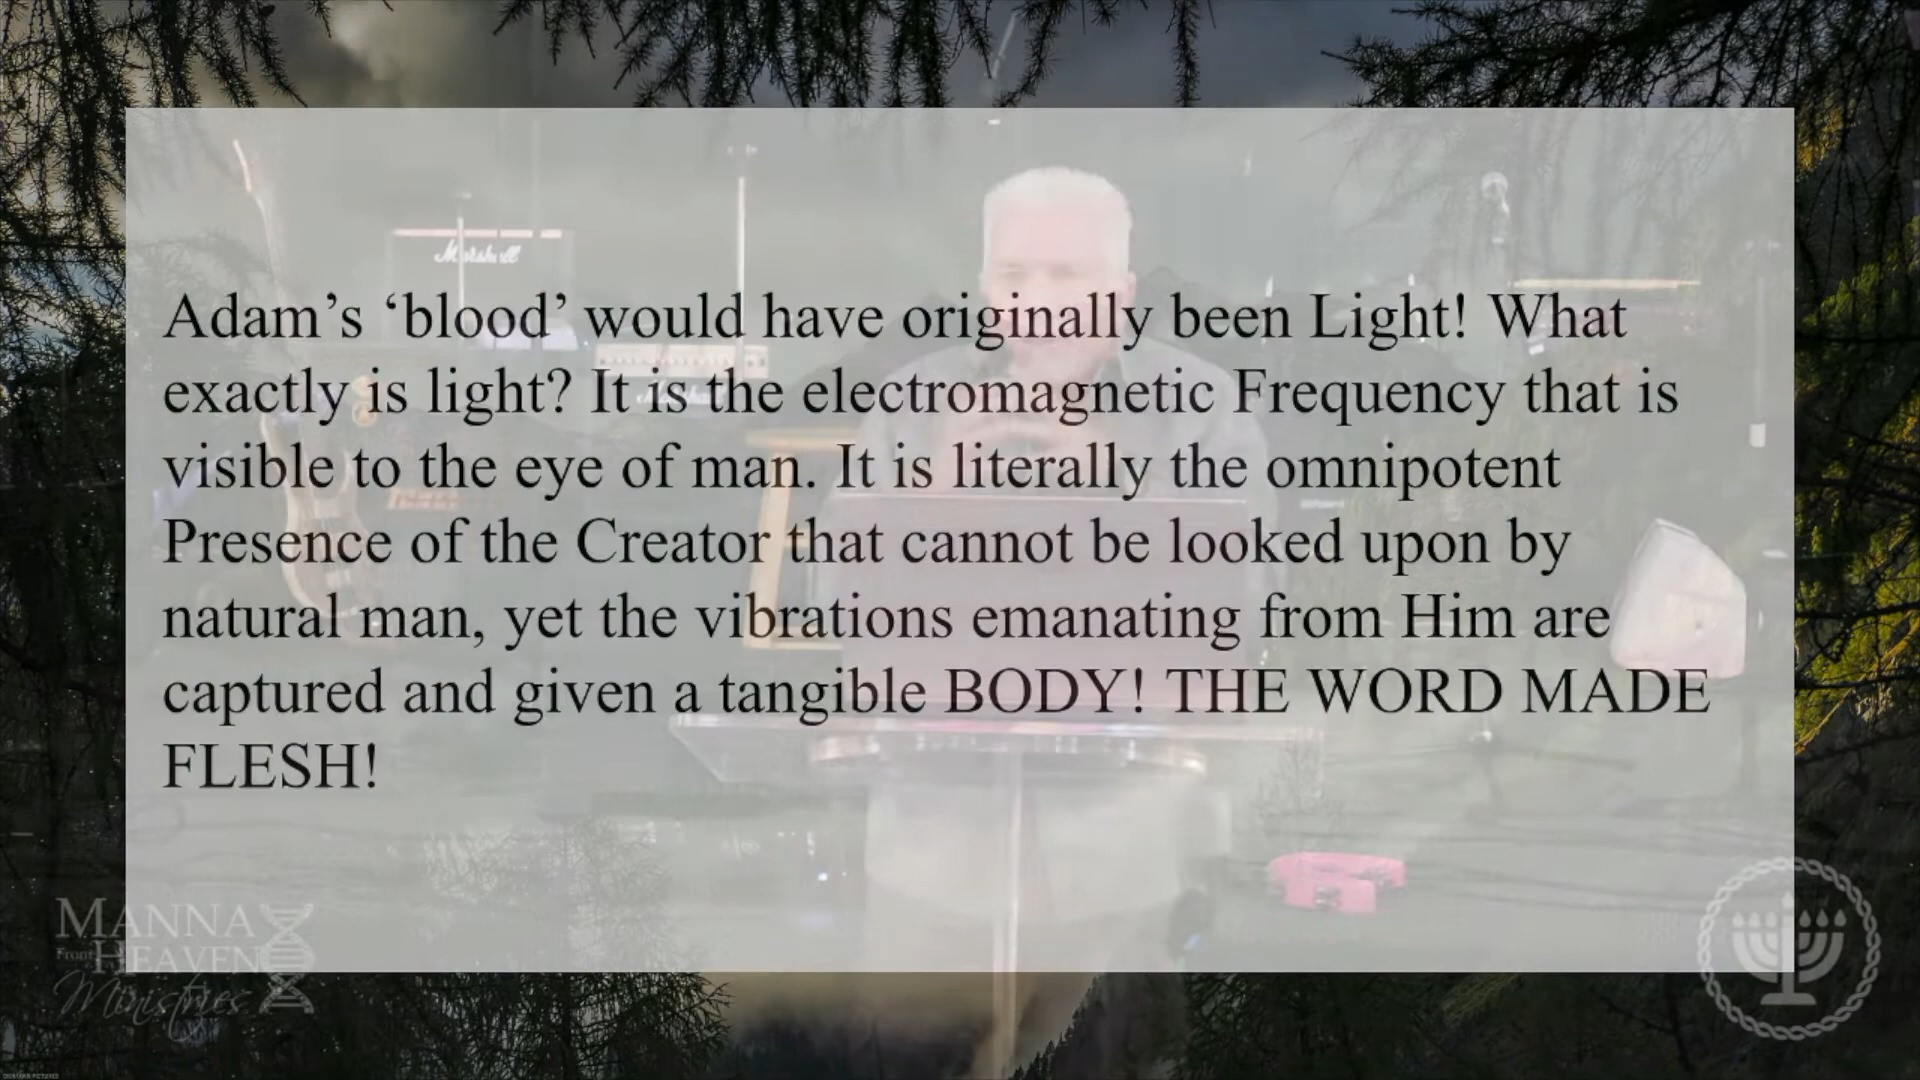 Marshall
Adam’s ‘blood’ would have originally been Light! What
exactly is light? It is the electromagnetic Frequency that is
visible to the eye of man. It is literally the omnipotent
Presence of the Creator that cannot be looked upon by
natural man, yet the vibrations emanating from Him are
captured and given a tangible BODY! THE WORD MADE
FLESH!
MANNA
From
HEAVEN
Ministries